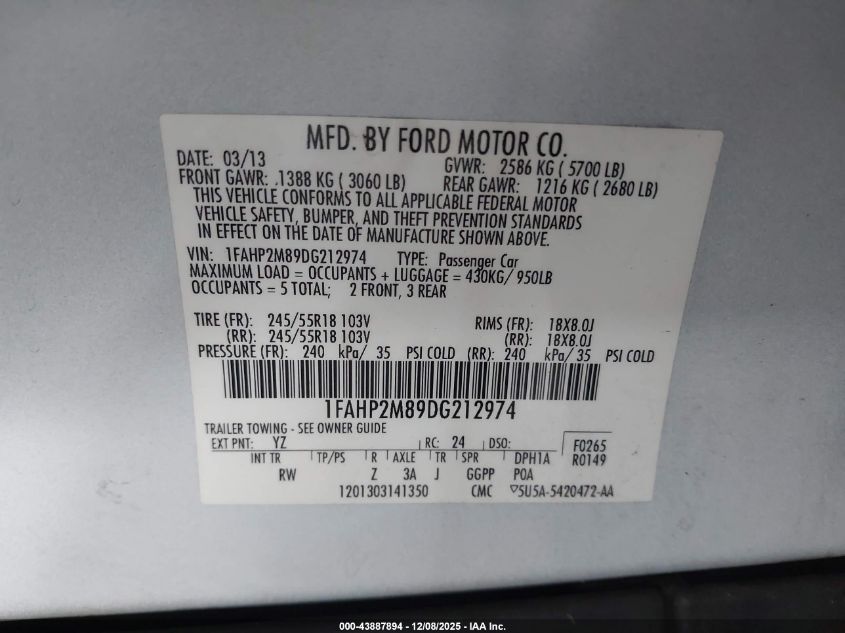 MFD. BY FORD MOTOR CO.
DATE: 03/13 GVWR: 2586 KG ( 5700 LB)
FRONT GAWR: 1388 KG ( 3060 LB) REAR GAWR: 1216 KG ( 2680 LB)
THIS VEHICLE CONFORMS TO ALL APPLICABLE FEDERAL MOTOR
VEHICLE SAFETY, BUMPER, AND THEFT PREVENTION STANDARDS
IN EFFECT ON THE DATE OF MANUFACTURE SHOWN ABOVE.
VIN: 1FAHP2M89DG212974 TYPE: Passenger Car
MAXIMUM LOAD = OCCUPANTS + LUGGAGE = 430KG/ 950LB
OCCUPANTS = 5 TOTAL; 2 FRONT, 3 REAR
TIRE (FR): 245/55R18 103V RIMS (FR): 18X8.0J
(RR): 245/55R18 103V (RR): 18X8.0J
PRESSURE (FR): 240 kPa/ 35 PSI COLD (RR): 240 kPa/ 35 PSI COLD
1FAHP2M89DG212974
TRAILER TOWING - SEE OWNER GUIDE
EXT PNT: YZ RC: 24 DSO: F0265
INT TR TP/PS R AXLE TR SPR DPH1A R0149
RW Z 3A J GGPP POA
1201303141350 CMC ▽5U5A-5420472-AA
000-43887894 - 12/08/2025 - IAA Inc.